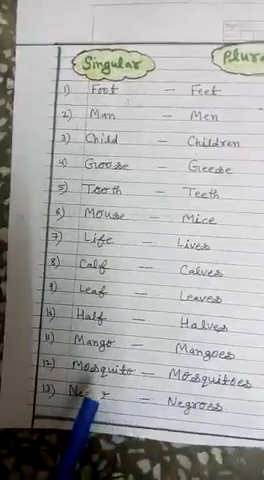 Singular Plura
1) Foot — Feet
2) Man — Men
3) Child — Children
4) Goose — Geese
5) Tooth — Teeth
6) Mouse — Mice
7) Life — Lives
8) Calf — Calves
9) Leaf — Leaves
10) Half — Halves
11) Mango — Mangoes
12) Mosquito — Mosquitoes
13) — Negroes